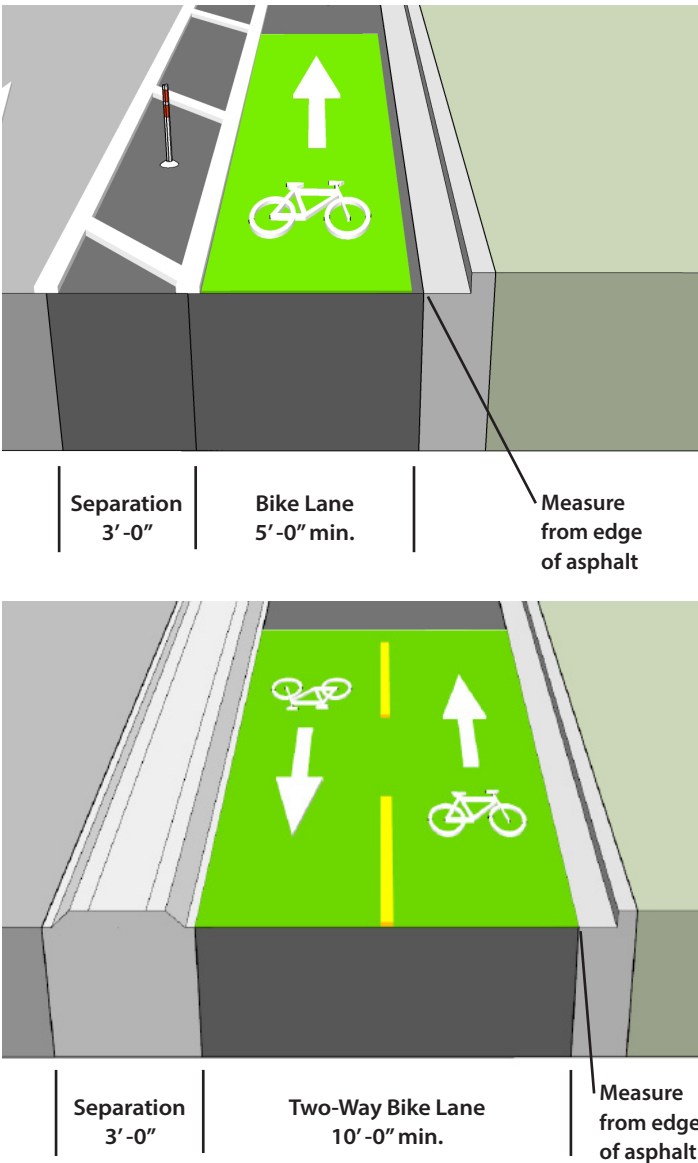 Separation
3’-0”
Bike Lane
5’-0” min.
Measure
from edge
of asphalt
Separation
3’-0”
Two-Way Bike Lane
10’-0” min.
Measure
from edge
of asphalt